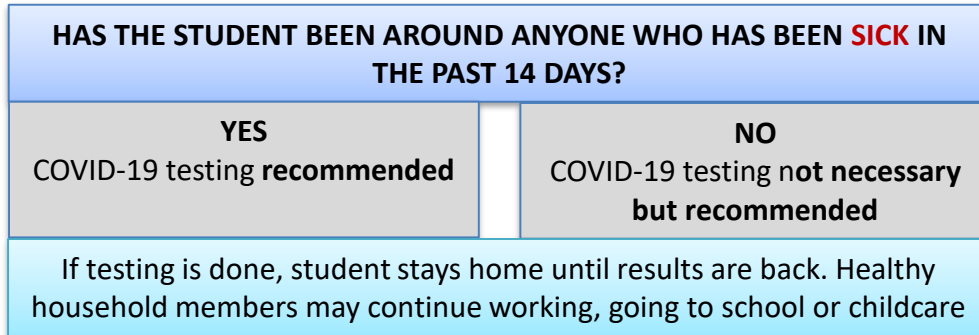 HAS THE STUDENT BEEN AROUND ANYONE WHO HAS BEEN SICK IN
THE PAST 14 DAYS?
YES
COVID-19 testing recommended
NO
COVID-19 testing not necessary
but recommended
If testing is done, student stays home until results are back. Healthy
household members may continue working, going to school or childcare